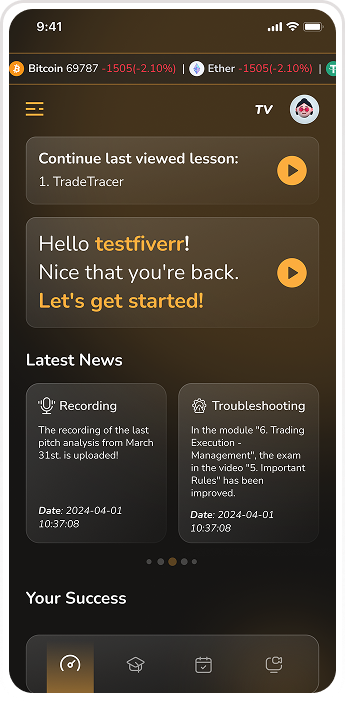 9:41
Bitcoin 69787 -1505(-2.10%) | Ether -1505(-2.10%) |
TV
Continue last viewed lesson:
1. TradeTracer
Hello testfiverr!
Nice that you're back.
Let's get started!
Latest News
Recording
The recording of the last
pitch analysis from March
31st. is uploaded!
Date: 2024-04-01
10:37:08
Troubleshooting
In the module "6. Trading
Execution -
Management", the exam
in the video "5. Important
Rules" has been
improved.
Date: 2024-04-01
10:37:08
Your Success